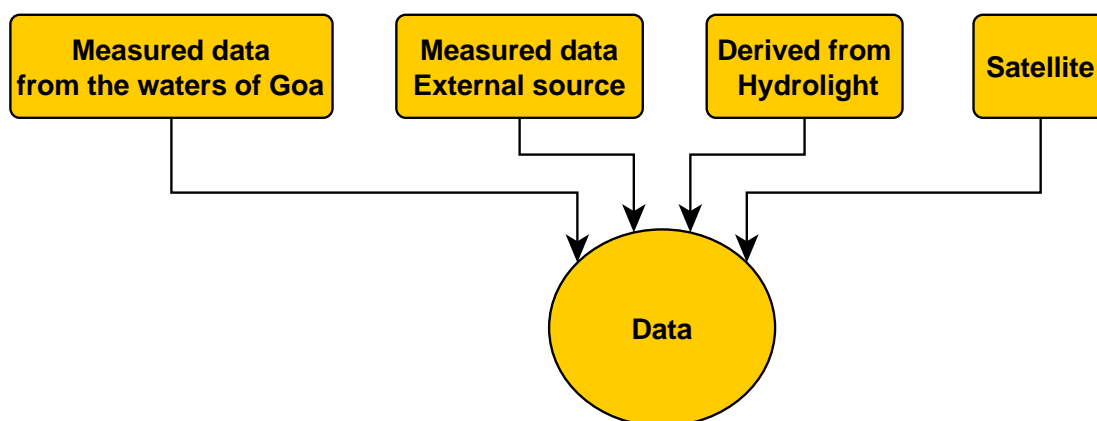 Measured data
from the waters of Goa
Measured data
External source
Derived from
Hydrolight
Satellite
Data